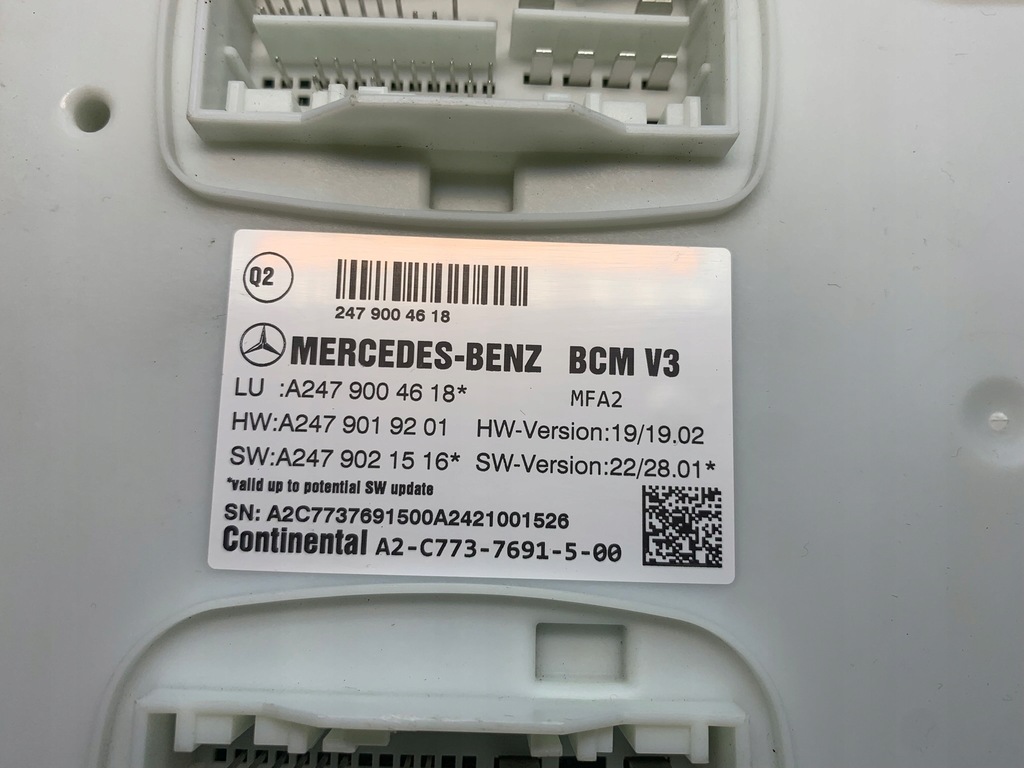 Q2
247 900 46 18
MERCEDES-BENZ BCM V3
LU :A247 900 46 18* MFA2
HW:A247 901 92 01 HW-Version:19/19.02
SW:A247 902 15 16* SW-Version:22/28.01*
*valid up to potential SW update
SN: A2C7737691500A2421001526
Continental A2-C773-7691-5-00